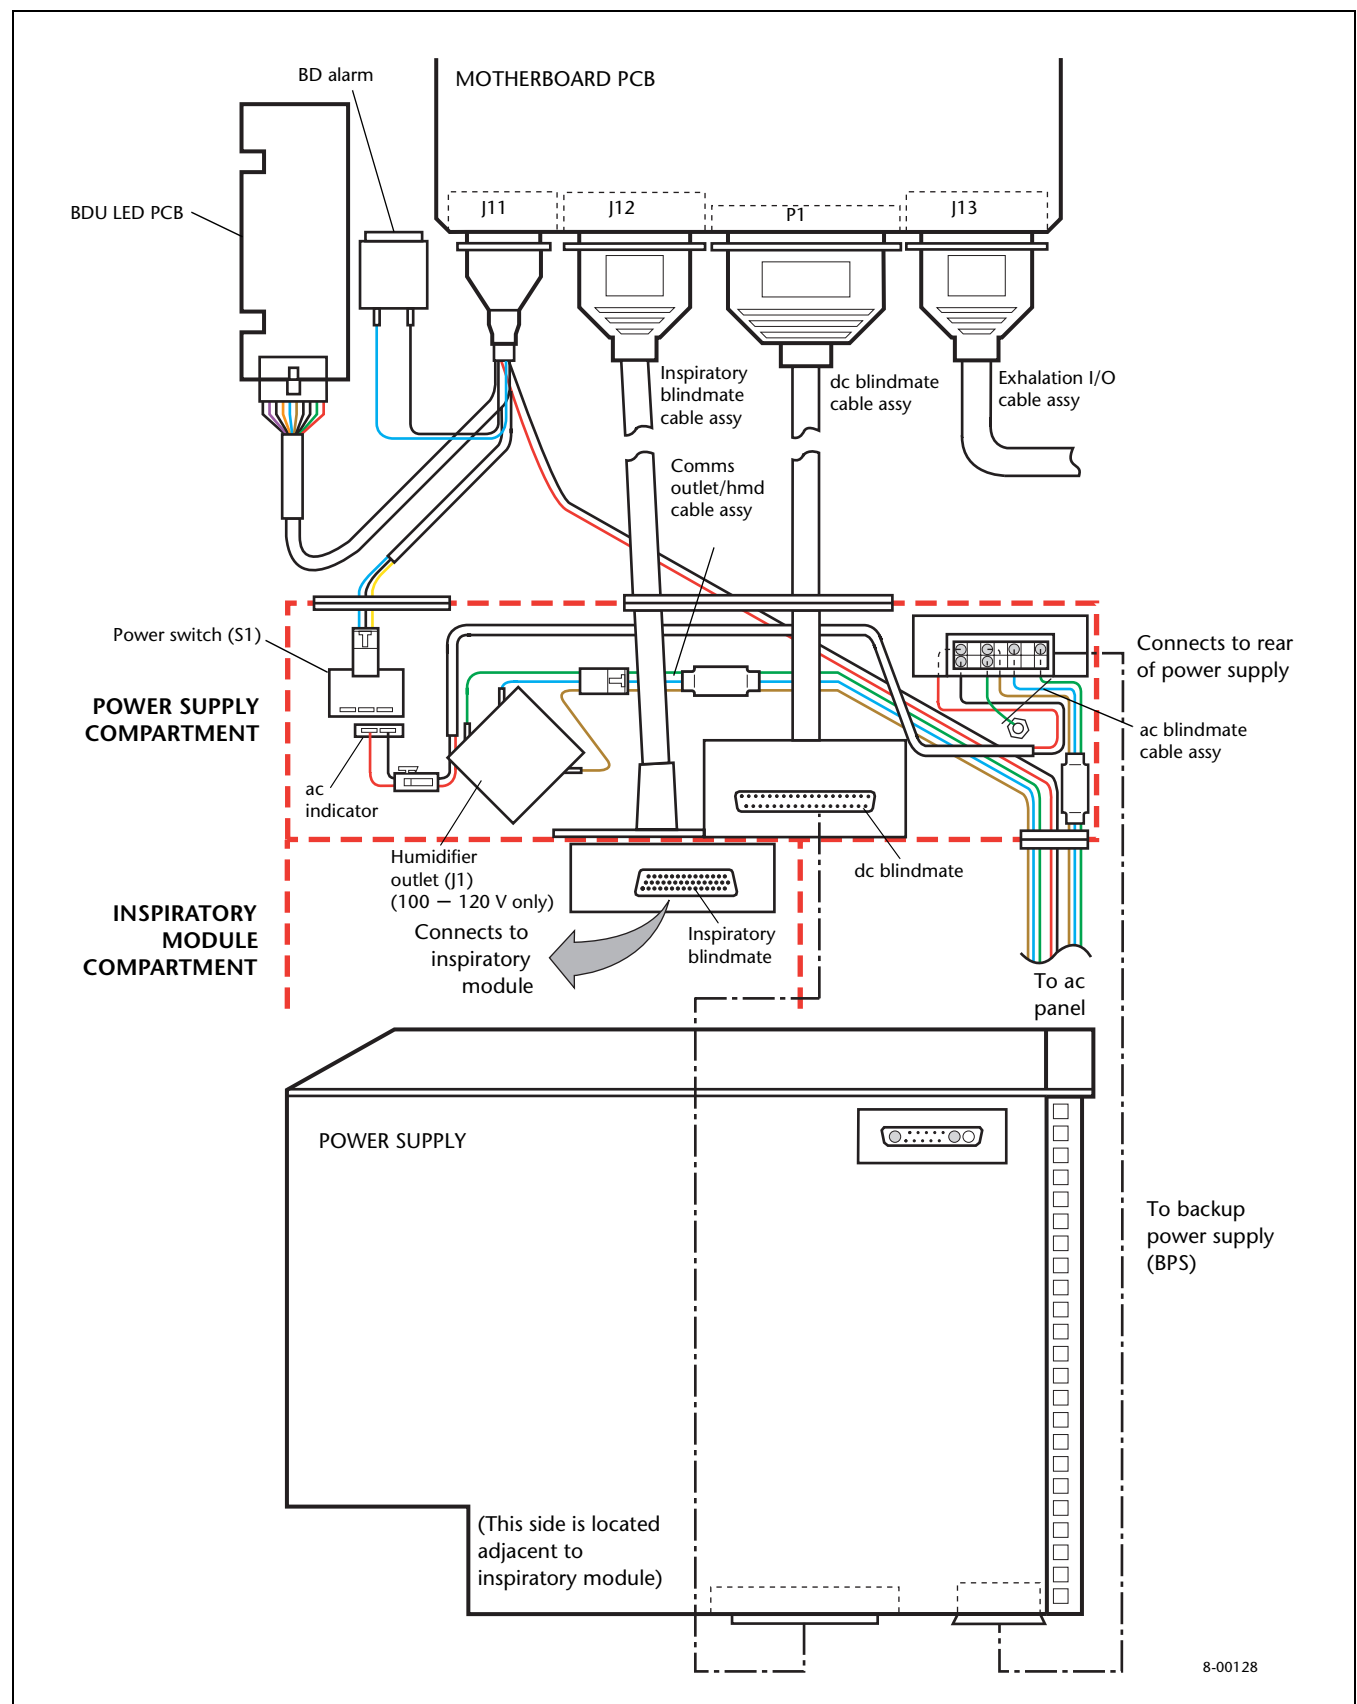 BD alarm
MOTHERBOARD PCB
BDU LED PCB
J11
J12
P1
J13
Inspiratory
blindmate
cable assy
dc blindmate
cable assy
Exhalation I/O
cable assy
Comms
outlet/hmd
cable assy
Power switch (S1)
POWER SUPPLY
COMPARTMENT
Connects to rear
of power supply
ac blindmate
cable assy
ac
indicator
Humidifier
outlet (J1)
(100 — 120 V only)
dc blindmate
INSPIRATORY
MODULE
COMPARTMENT
Connects to
inspiratory
module
Inspiratory
blindmate
To ac
panel
POWER SUPPLY
To backup
power supply
(BPS)
(This side is located
adjacent to
inspiratory module)
8-00128